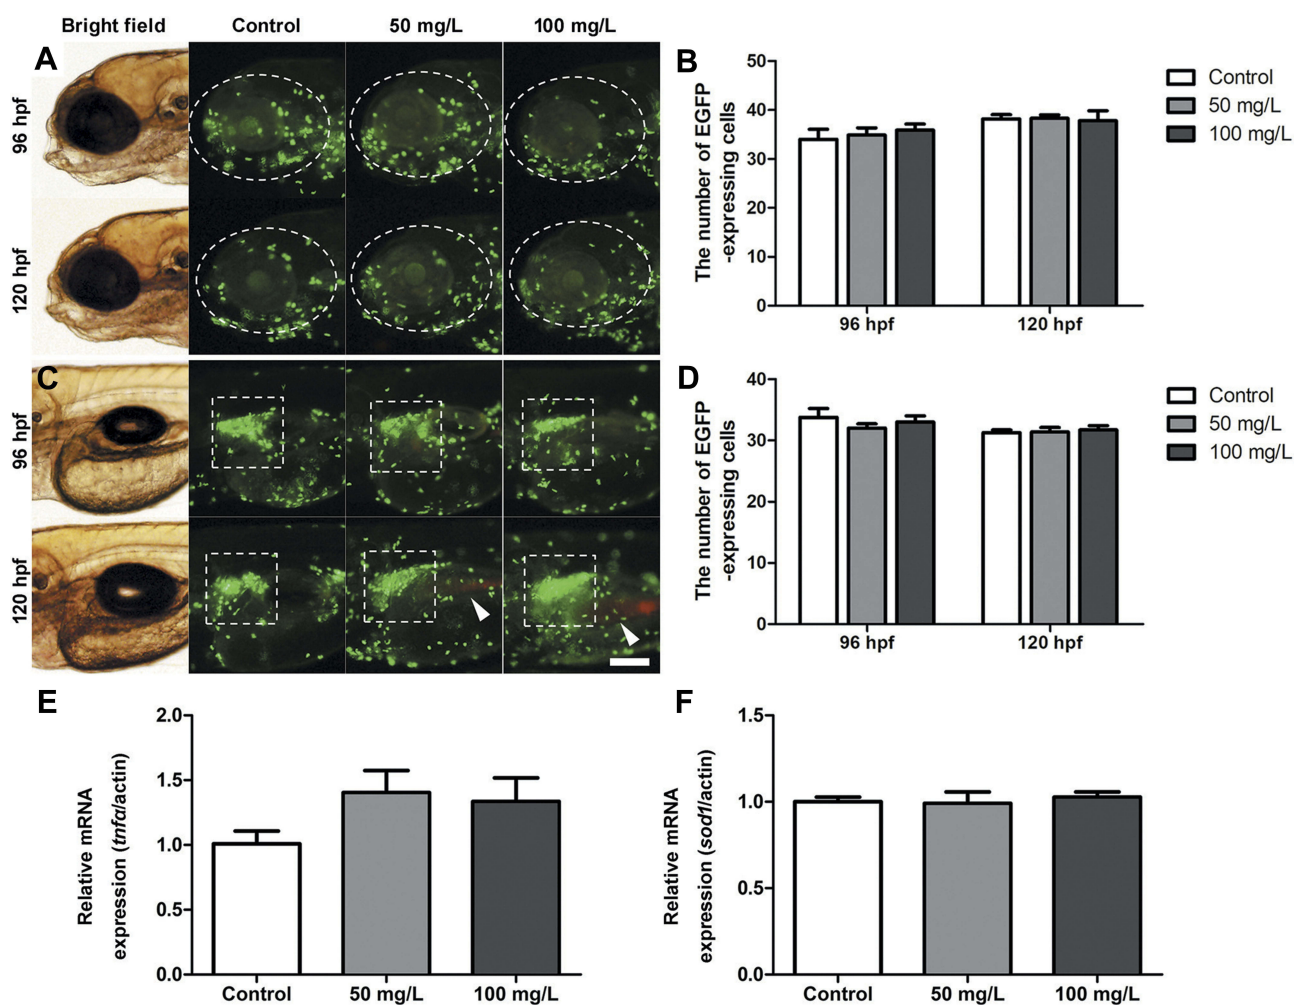 Bright field Control 50 mg/L 100 mg/L
A
96 hpf
120 hpf
B
The number of EGFP
-expressing cells
50
40
30
20
10
0
96 hpf 120 hpf
Control
50 mg/L
100 mg/L
C
96 hpf
120 hpf
D
The number of EGFP
-expressing cells
40
30
20
10
0
96 hpf 120 hpf
Control
50 mg/L
100 mg/L
E
Relative mRNA
expression (tnfα/actin)
2.0
1.5
1.0
0.5
0.0
Control 50 mg/L 100 mg/L
F
Relative mRNA
expression (sod1/actin)
1.5
1.0
0.5
0.0
Control 50 mg/L 100 mg/L